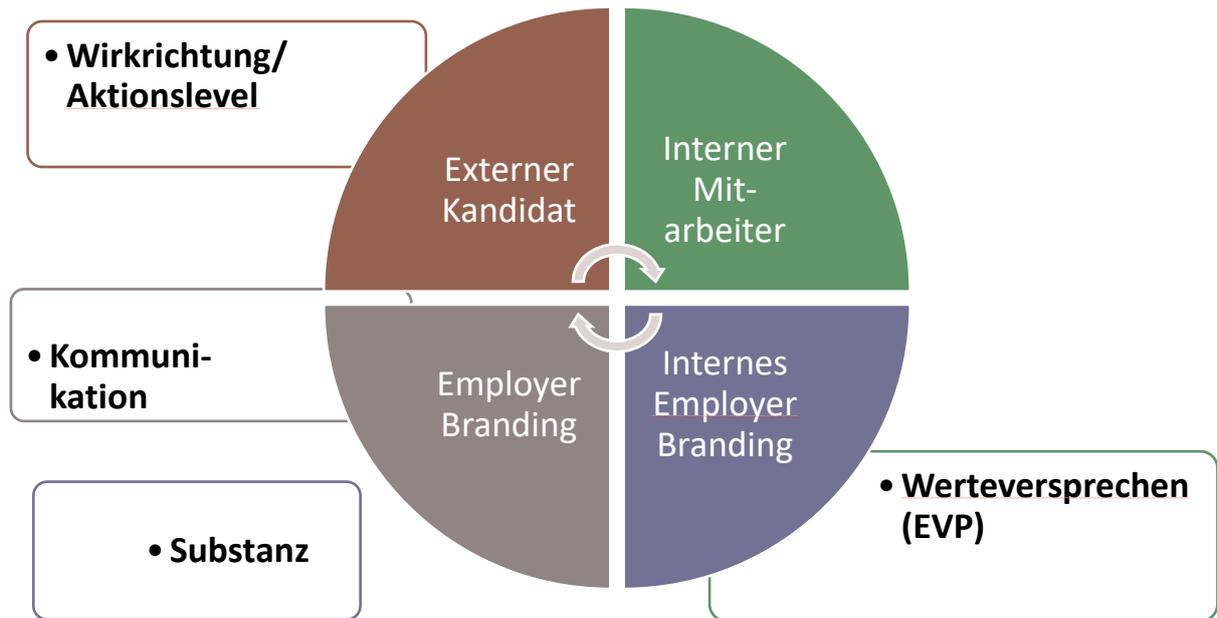 • Wirkrichtung/
Aktionslevel
Externer
Kandidat
Interner
Mit-
arbeiter
• Kommuni-
kation
Employer
Branding
Internes
Employer
Branding
• Substanz
• Werteversprechen
(EVP)